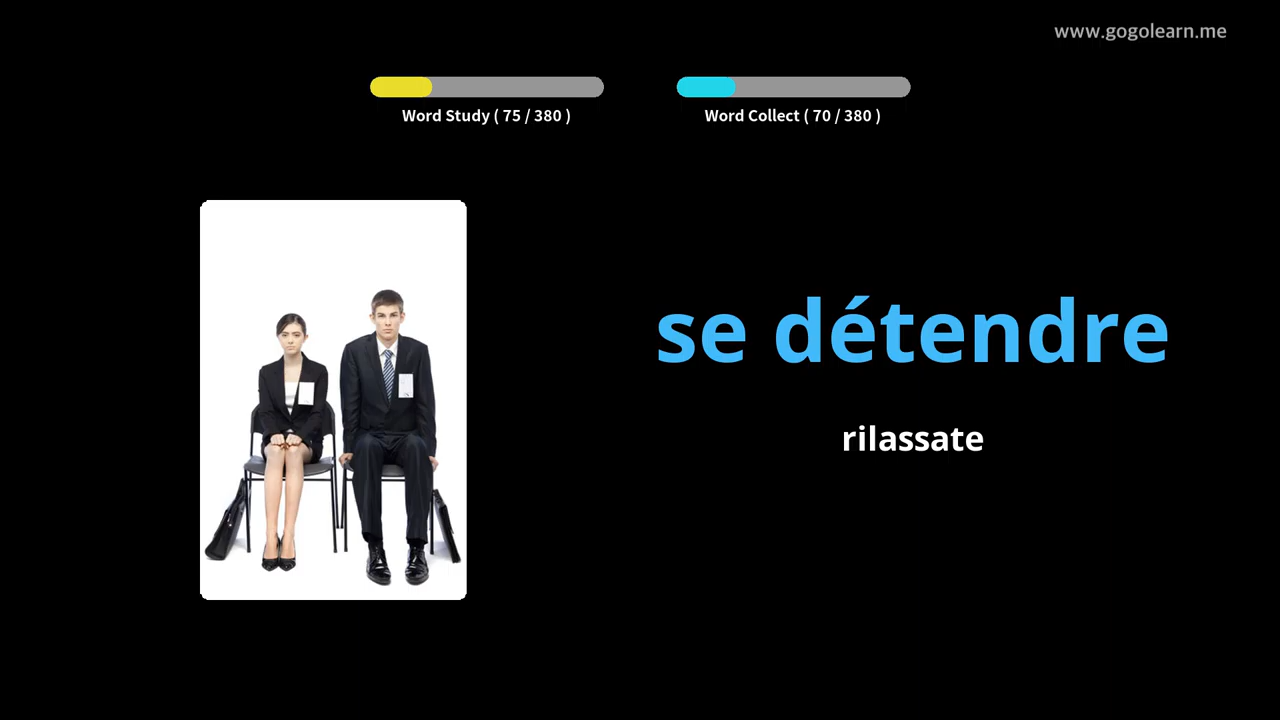 www.gogolearn.me
Word Study ( 75 / 380 )
Word Collect ( 70 / 380 )
se détendre
rilassate